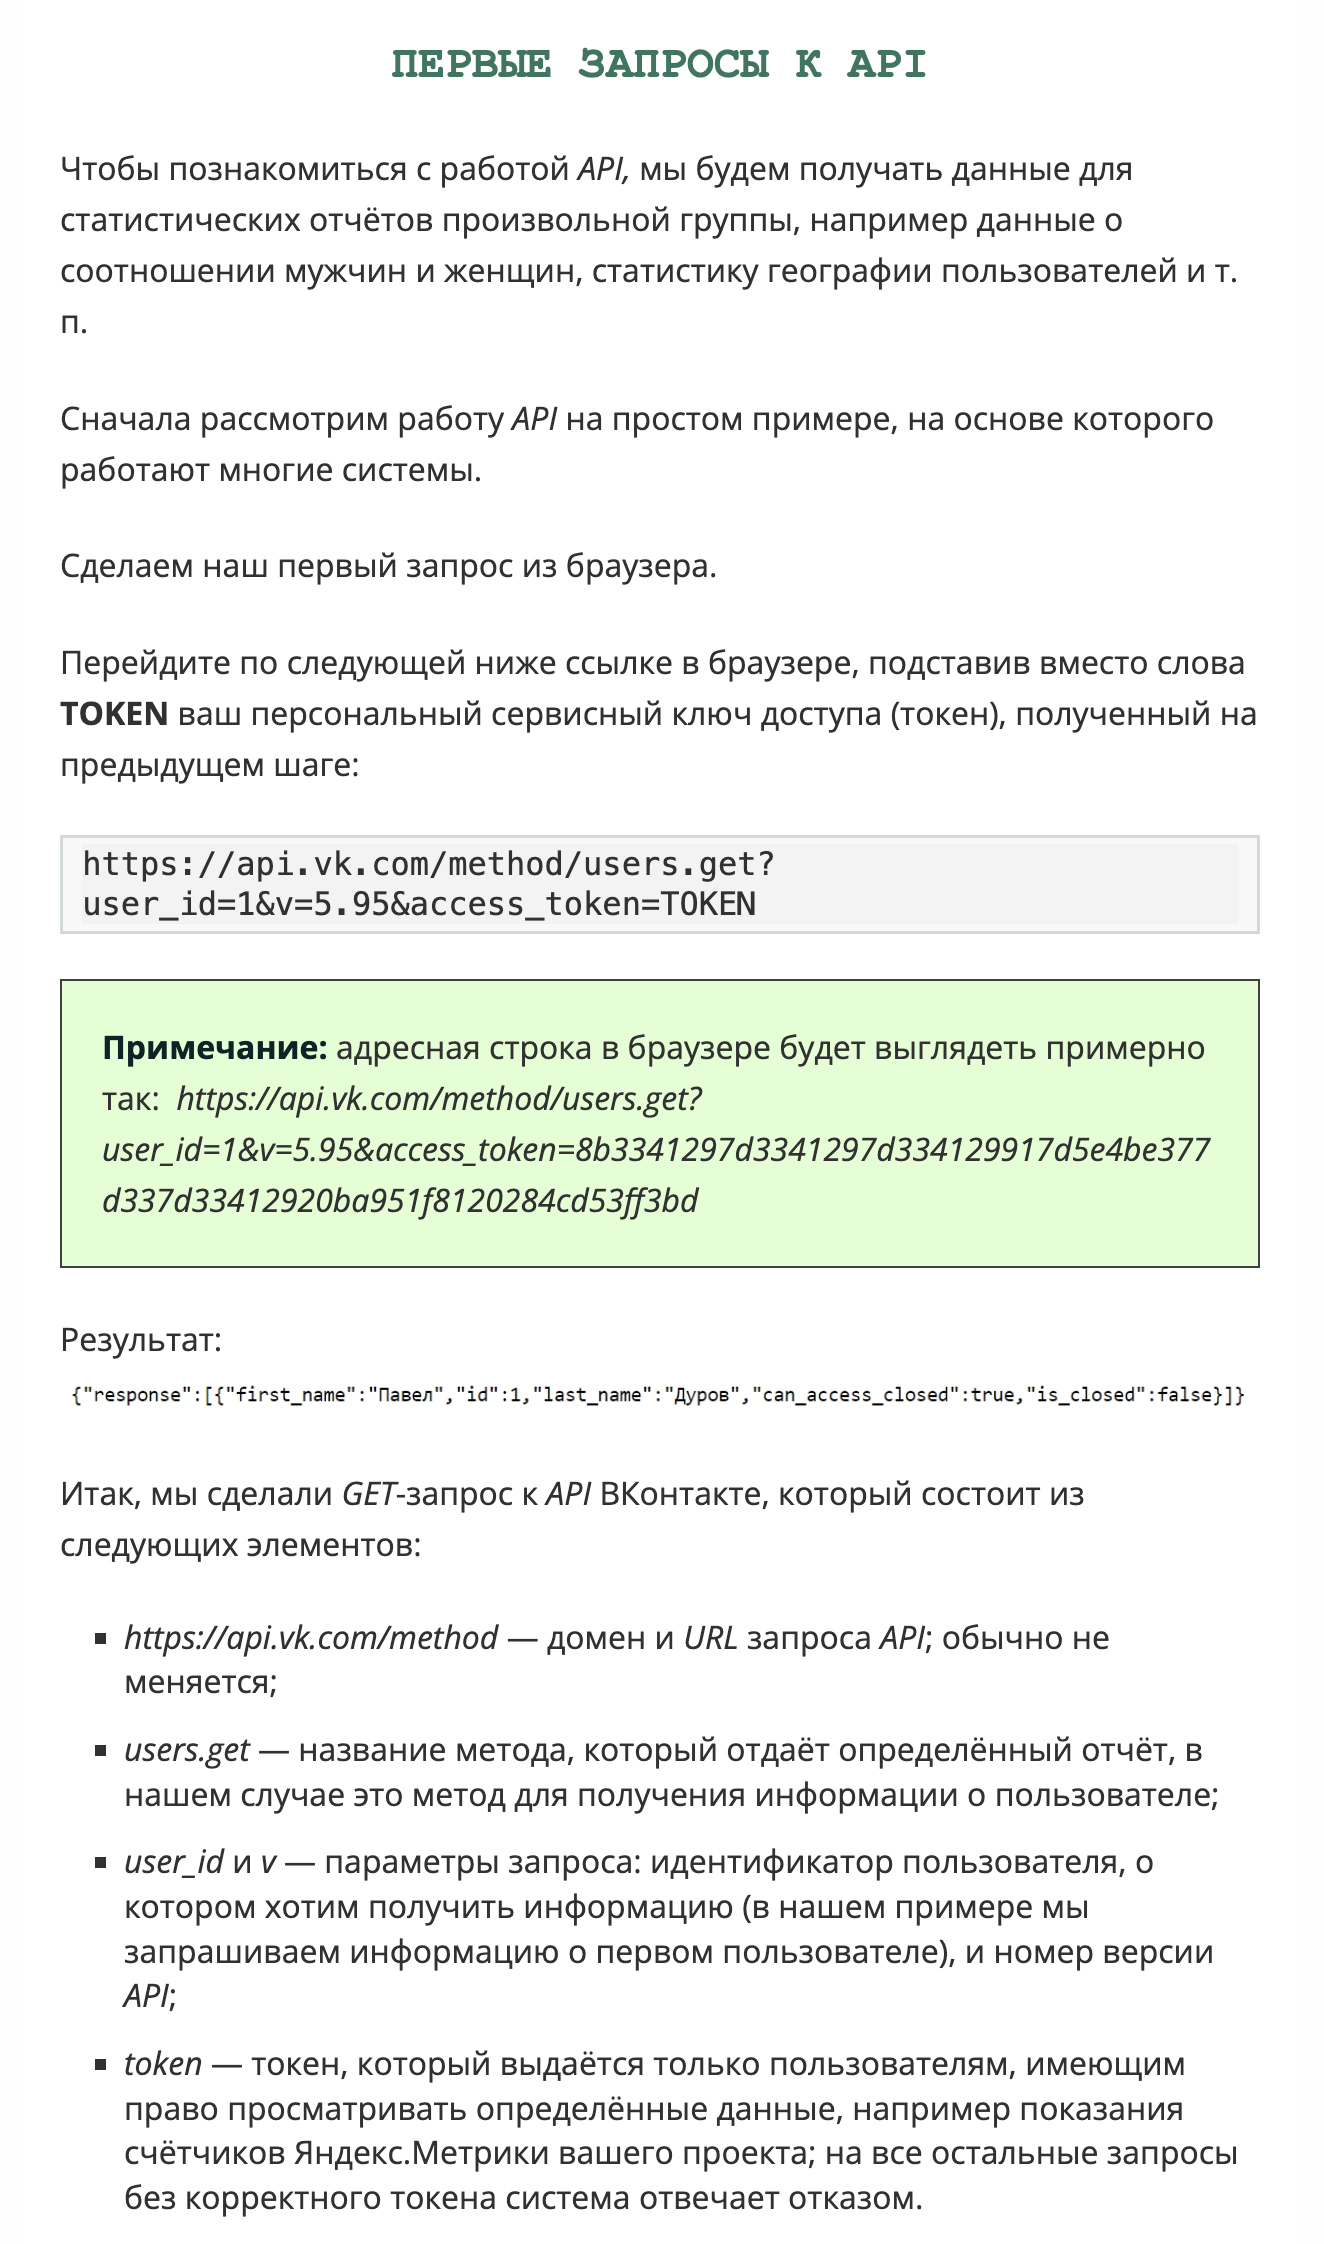 ПЕРВЫЕ ЗАПРОСЫ К API
Чтобы познакомиться с работой API, мы будем получать данные для
статистических отчётов произвольной группы, например данные о
соотношении мужчин и женщин, статистику географии пользователей и т.
п.
Сначала рассмотрим работу API на простом примере, на основе которого
работают многие системы.
Сделаем наш первый запрос из браузера.
Перейдите по следующей ниже ссылке в браузере, подставив вместо слова
TOKEN ваш персональный сервисный ключ доступа (токен), полученный на
предыдущем шаге:
https://api.vk.com/method/users.get?
user_id=1&v=5.95&access_token=TOKEN
Примечание: адресная строка в браузере будет выглядеть примерно
так:  https://api.vk.com/method/users.get?
user_id=1&v=5.95&access_token=8b3341297d3341297d334129917d5e4be377
d337d33412920ba951f8120284cd53ff3bd
Результат:
{"response":[{"first_name":"Павел","id":1,"last_name":"Дуров","can_access_closed":true,"is_closed":false}]}
Итак, мы сделали GET-запрос к API ВКонтакте, который состоит из
следующих элементов:
▪ https://api.vk.com/method — домен и URL запроса API; обычно не
меняется;
▪ users.get — название метода, который отдаёт определённый отчёт, в
нашем случае это метод для получения информации о пользователе;
▪ user_id и v — параметры запроса: идентификатор пользователя, о
котором хотим получить информацию (в нашем примере мы
запрашиваем информацию о первом пользователе), и номер версии
API;
▪ token — токен, который выдаётся только пользователям, имеющим
право просматривать определённые данные, например показания
счётчиков Яндекс.Метрики вашего проекта; на все остальные запросы
без корректного токена система отвечает отказом.